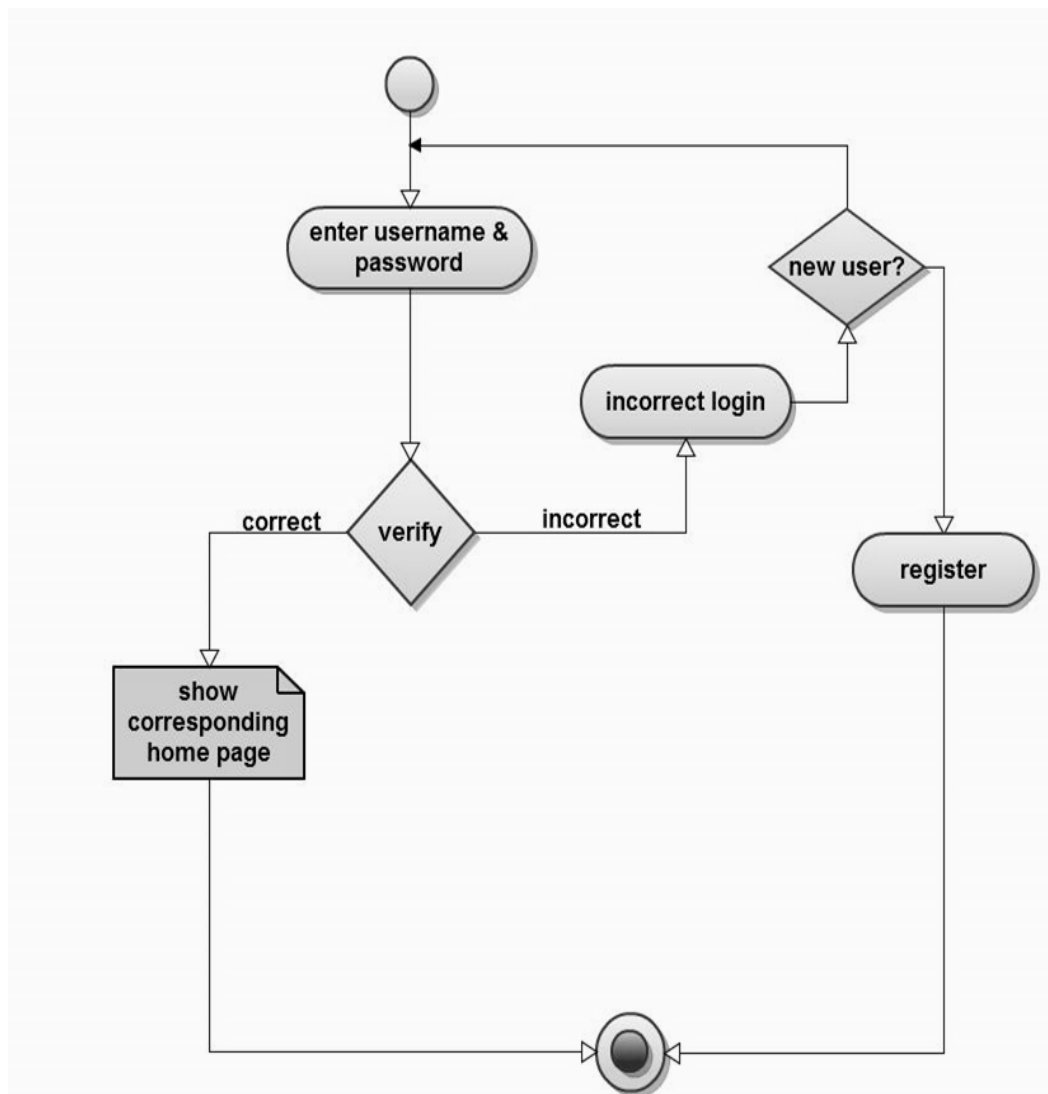 enter username &
password
new user?
incorrect login
correct
verify
incorrect
register
show
corresponding
home page